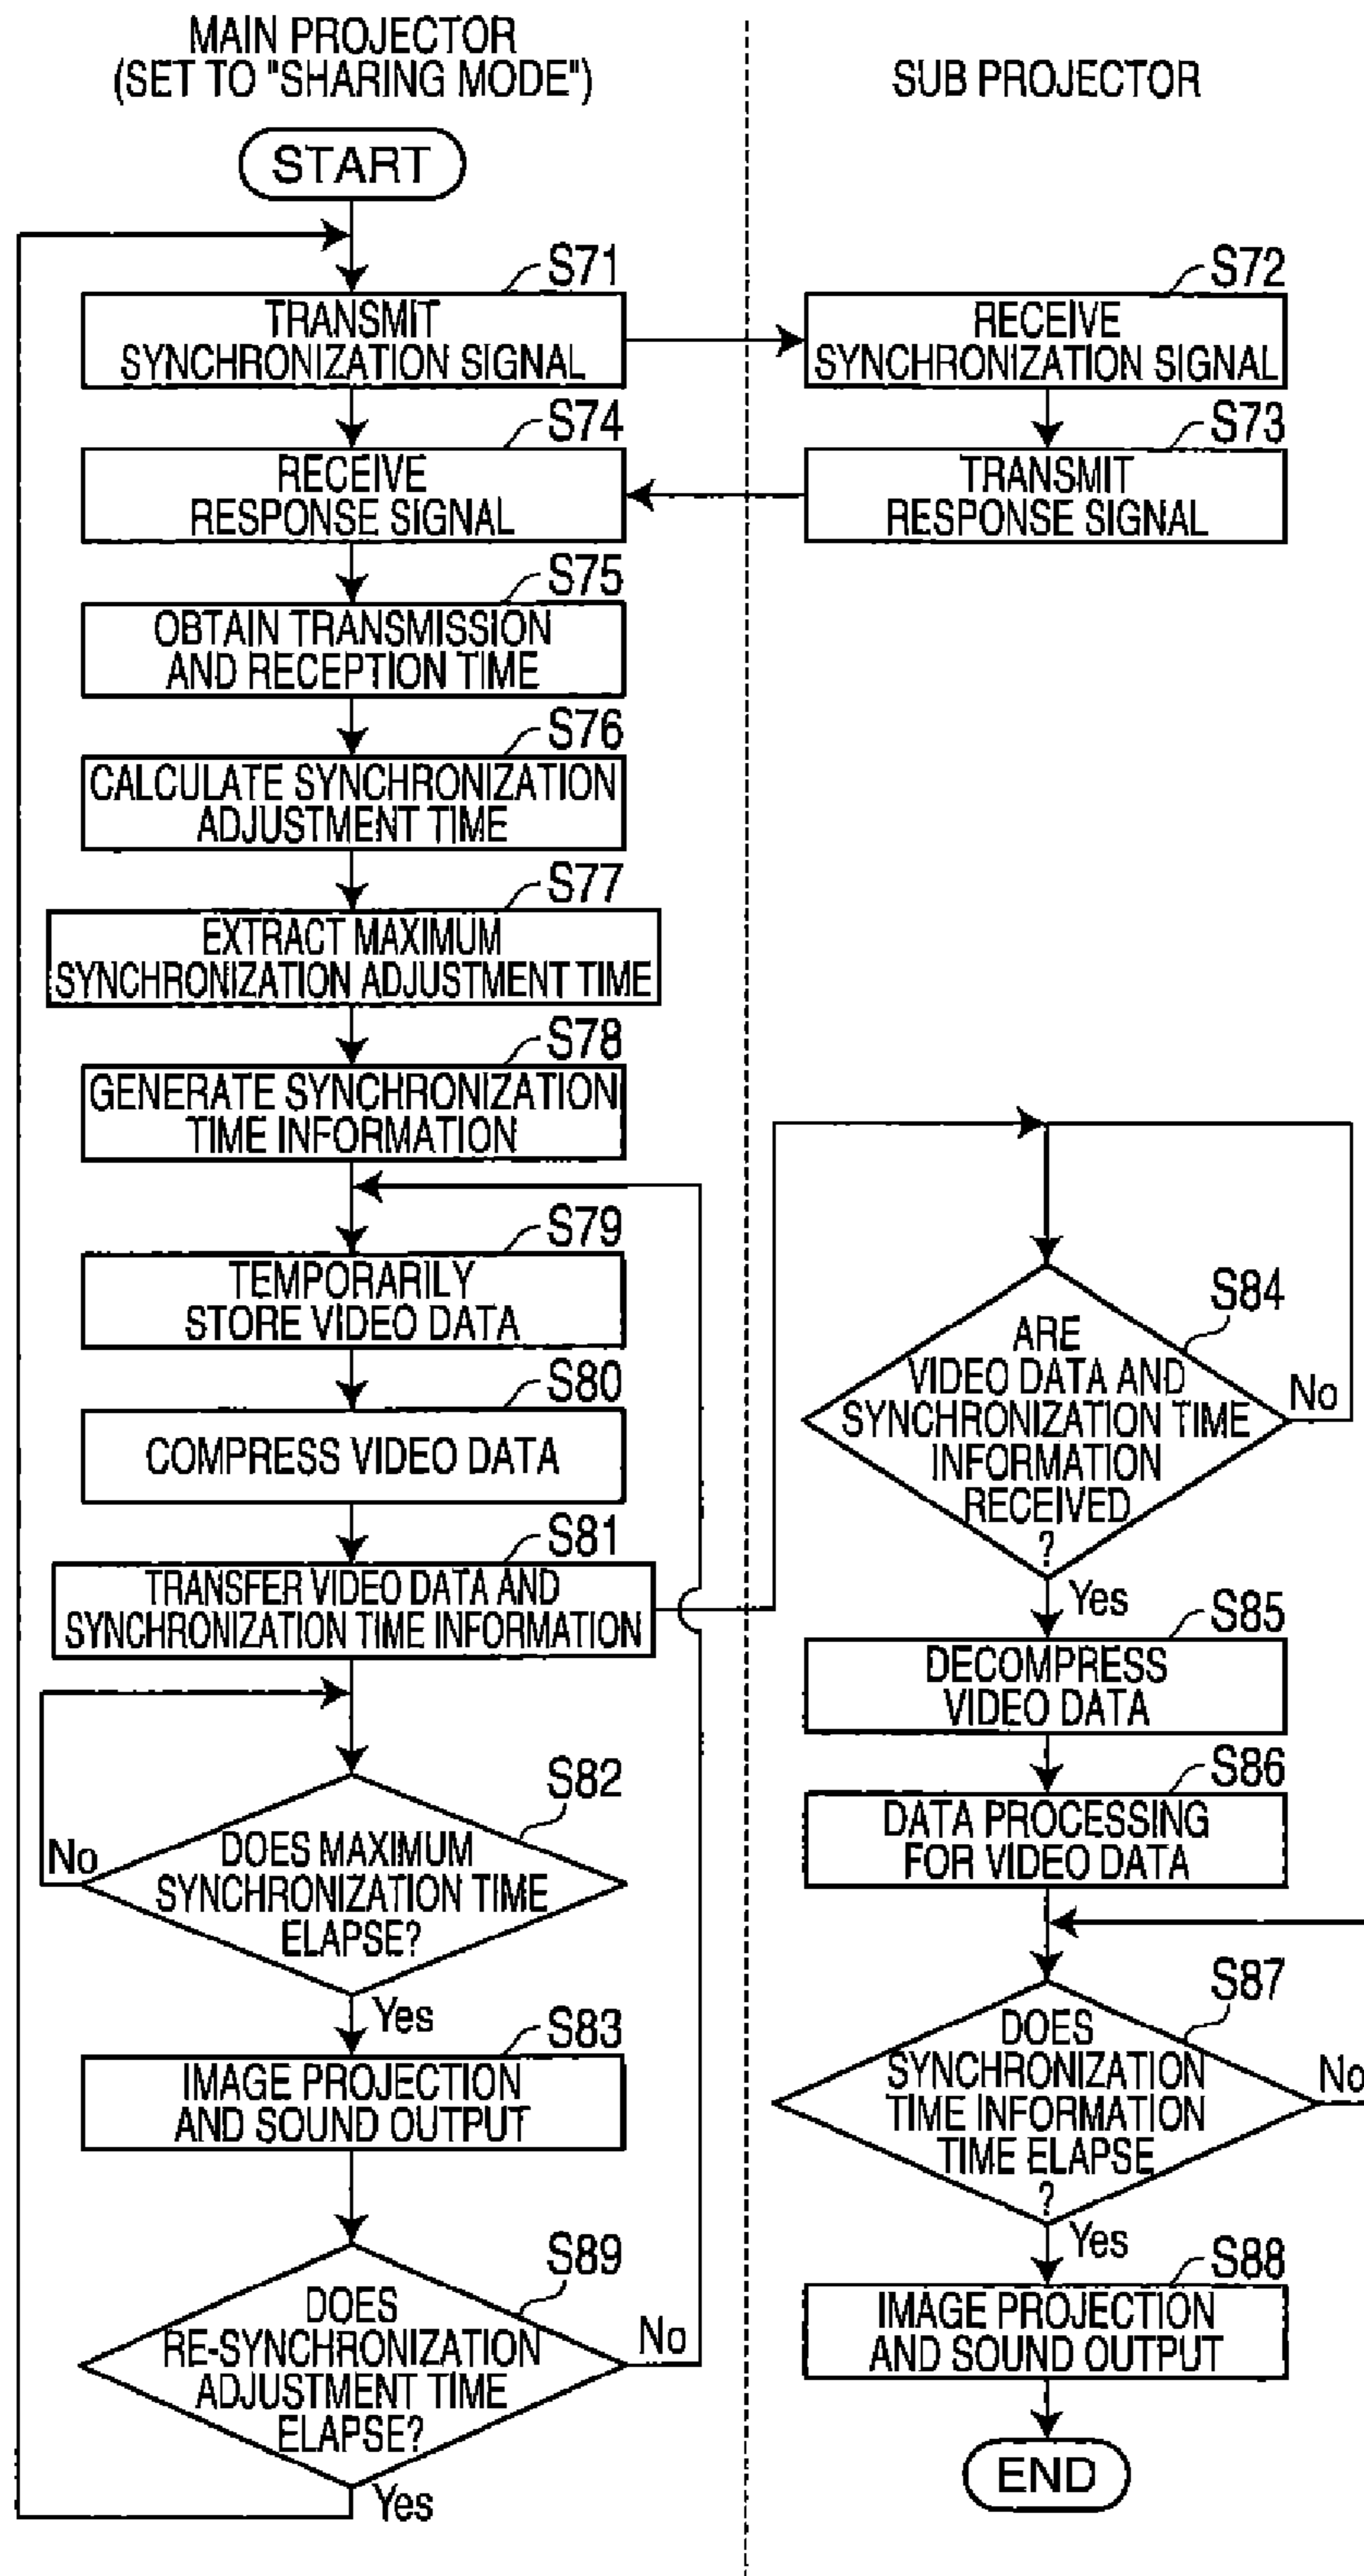 MAIN PROJECTOR
(SET TO "SHARING MODE")
START
S71
TRANSMIT
SYNCHRONIZATION SIGNAL
S74
RECEIVE
RESPONSE SIGNAL
S75
OBTAIN TRANSMISSION
AND RECEPTION TIME
S76
CALCULATE SYNCHRONIZATION
ADJUSTMENT TIME
S77
EXTRACT MAXIMUM
SYNCHRONIZATION ADJUSTMENT TIME
S78
GENERATE SYNCHRONIZATION
TIME INFORMATION
S79
TEMPORARILY
STORE VIDEO DATA
S80
COMPRESS VIDEO DATA
S81
TRANSFER VIDEO DATA AND
SYNCHRONIZATION TIME INFORMATION
S82
DOES MAXIMUM
SYNCHRONIZATION TIME
ELAPSE?
No
Yes
S83
IMAGE PROJECTION
AND SOUND OUTPUT
S89
DOES
RE-SYNCHRONIZATION
ADJUSTMENT TIME
ELAPSE?
No
Yes
SUB PROJECTOR
S72
RECEIVE
SYNCHRONIZATION SIGNAL
S73
TRANSMIT
RESPONSE SIGNAL
S84
ARE
VIDEO DATA AND
SYNCHRONIZATION TIME
INFORMATION
RECEIVED
?
No
Yes
S85
DECOMPRESS
VIDEO DATA
S86
DATA PROCESSING
FOR VIDEO DATA
S87
DOES
SYNCHRONIZATION
TIME INFORMATION
TIME ELAPSE
?
No
Yes
S88
IMAGE PROJECTION
AND SOUND OUTPUT
END